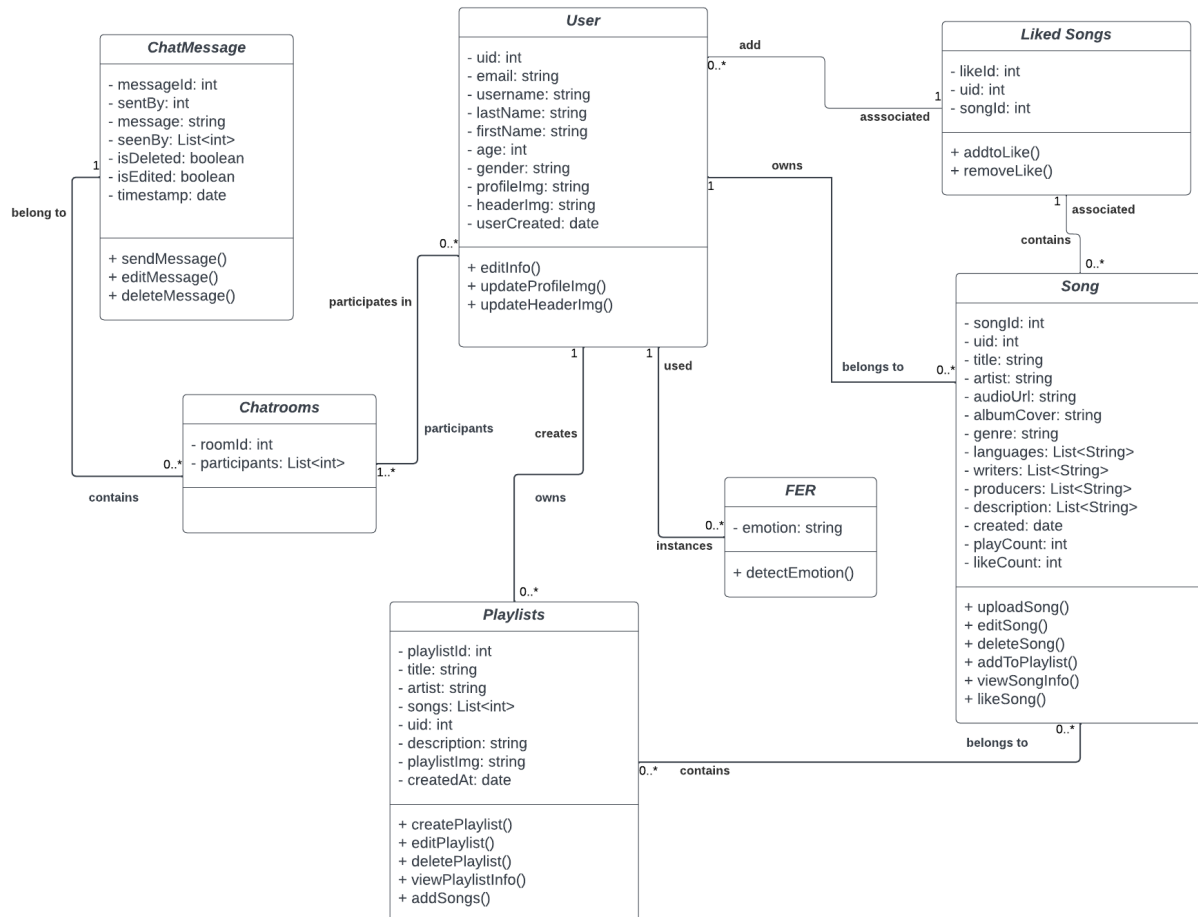 User
- uid: int
- email: string
- username: string
- lastName: string
- firstName: string
- age: int
- gender: string
- profileImg: string
- headerImg: string
- userCreated: date
+ editInfo()
+ updateProfileImg()
+ updateHeaderImg()
ChatMessage
- messageId: int
- sentBy: int
- message: string
- seenBy: List<int>
- isDeleted: boolean
- isEdited: boolean
- timestamp: date
+ sendMessage()
+ editMessage()
+ deleteMessage()
Liked Songs
- likeId: int
- uid: int
- songId: int
+ addtoLike()
+ removeLike()
add
0..*
1
asssociated
owns
1
belongs to
0..*
1
associated
contains
0..*
1
belong to
0..*
contains
0..*
participates in
participants
1..*
Chatrooms
- roomId: int
- participants: List<int>
1
creates
owns
0..*
1
used
0..*
instances
FER
- emotion: string
+ detectEmotion()
Song
- songId: int
- uid: int
- title: string
- artist: string
- audioUrl: string
- albumCover: string
- genre: string
- languages: List<String>
- writers: List<String>
- producers: List<String>
- description: List<String>
- created: date
- playCount: int
- likeCount: int
+ uploadSong()
+ editSong()
+ deleteSong()
+ addToPlaylist()
+ viewSongInfo()
+ likeSong()
Playlists
- playlistId: int
- title: string
- artist: string
- songs: List<int>
- uid: int
- description: string
- playlistImg: string
- createdAt: date
+ createPlaylist()
+ editPlaylist()
+ deletePlaylist()
+ viewPlaylistInfo()
+ addSongs()
0..*
belongs to
0..*
contains